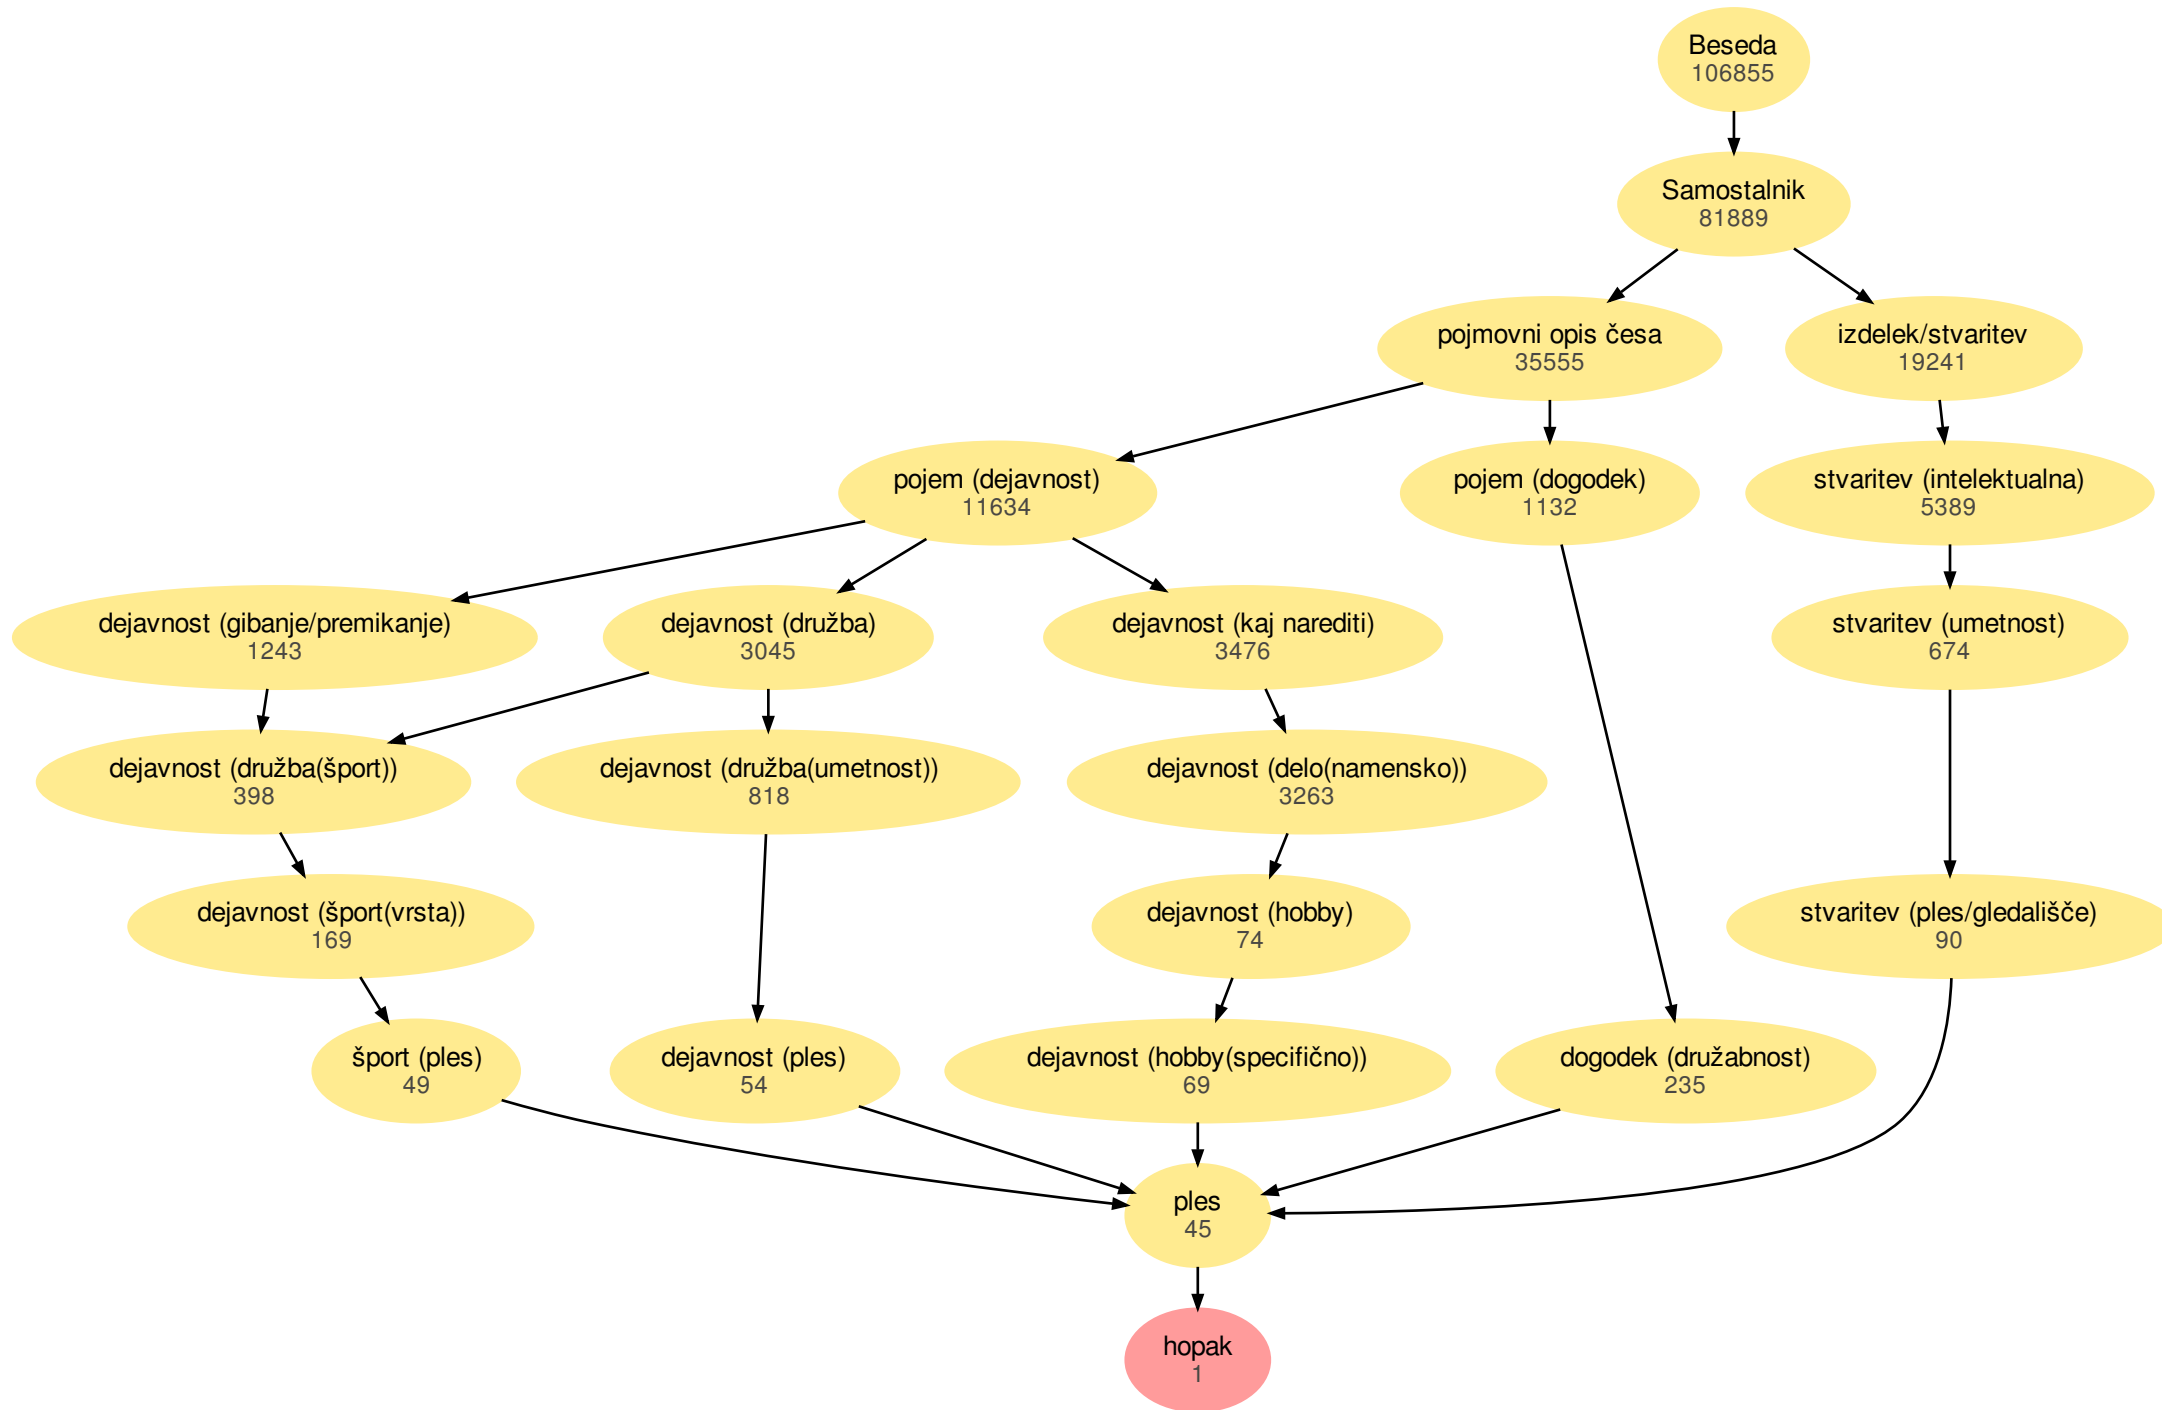 Beseda
106855
Samostalnik
81889
pojmovni opis česa
35555
izdelek/stvaritev
19241
pojem (dejavnost)
11634
pojem (dogodek)
1132
stvaritev (intelektualna)
5389
dejavnost (gibanje/premikanje)
1243
dejavnost (družba)
3045
dejavnost (kaj narediti)
3476
stvaritev (umetnost)
674
dejavnost (družba(šport))
398
dejavnost (družba(umetnost))
818
dejavnost (delo(namensko))
3263
dejavnost (šport(vrsta))
169
dejavnost (hobby)
74
stvaritev (ples/gledališče)
90
šport (ples)
49
dejavnost (ples)
54
dejavnost (hobby(specifično))
69
dogodek (družabnost)
235
ples
45
hopak
1